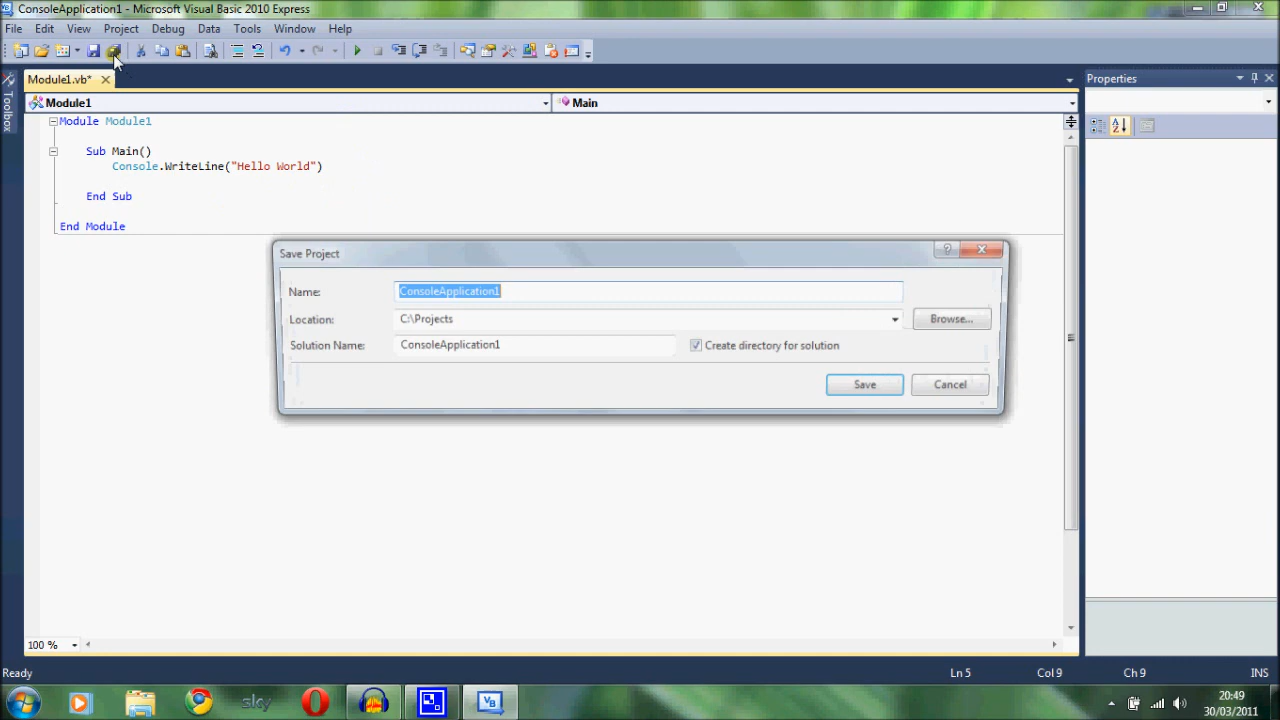 ConsoleApplication1 - Microsoft Visual Basic 2010 Express
File Edit View Project Debug Data Tools Window Help
Module1.vb*
Properties
Toolbox
Module1
Main
Module Module1
Sub Main()
Console.WriteLine("Hello World")
End Sub
End Module
Save Project
Name: ConsoleApplication1
Location: C:\Projects Browse...
Solution Name: ConsoleApplication1 Create directory for solution
Save Cancel
100 %
Ready Ln 5 Col 9 Ch 9 INS
sky
VB
20:49
30/03/2011